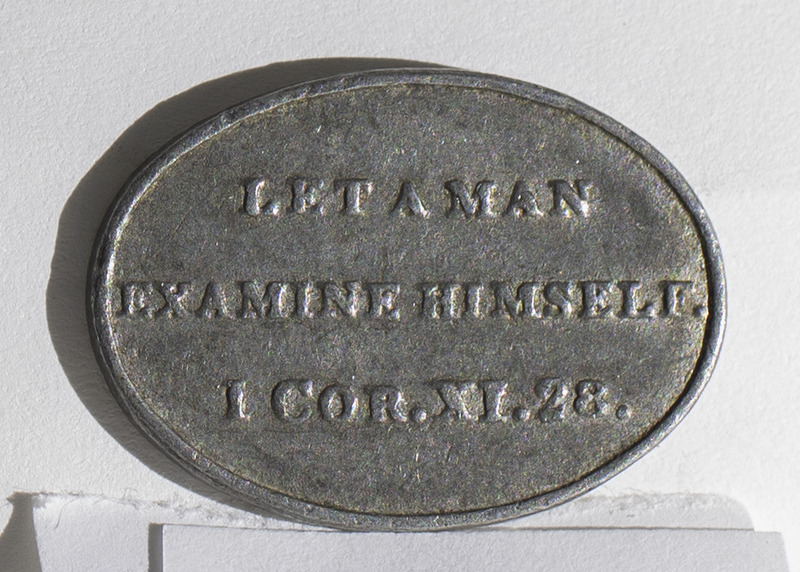 LET A MAN
EXAMINE HIMSELF.
1 COR. XI. 28.